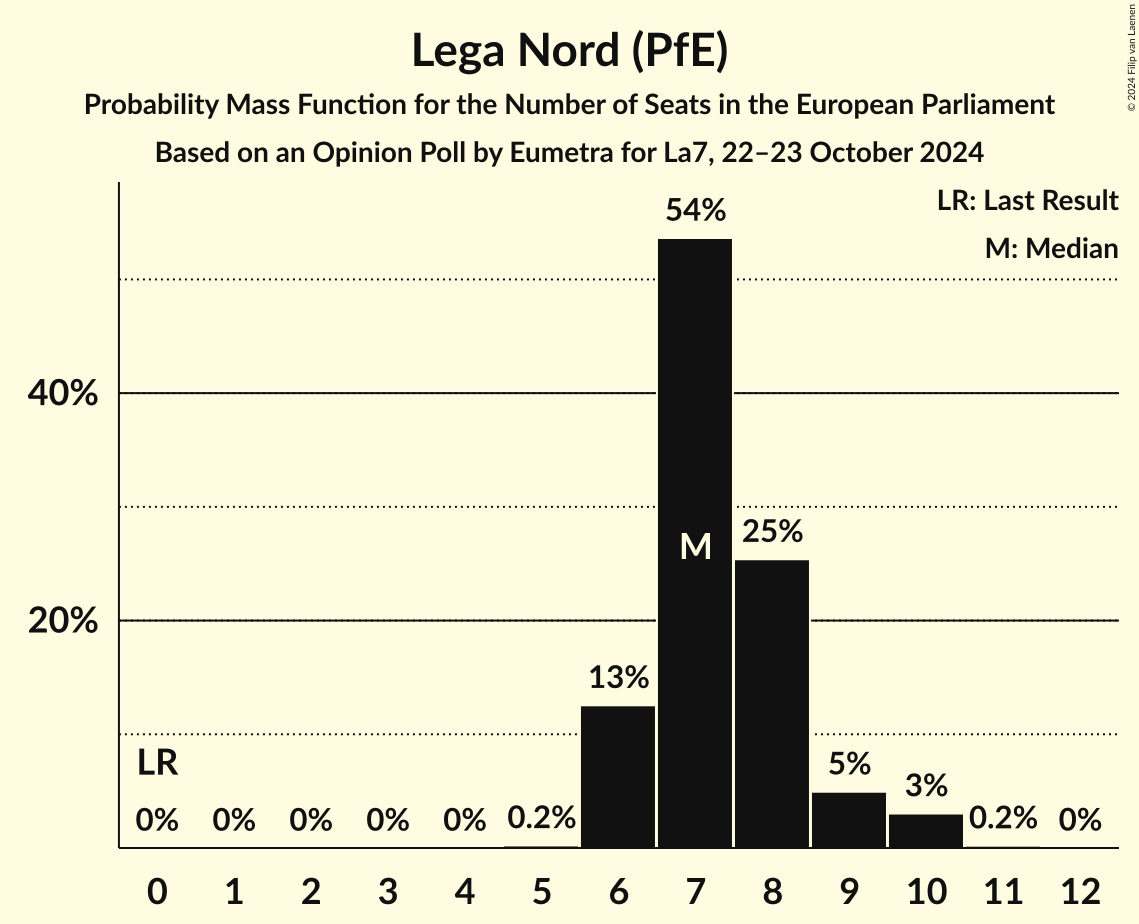 Lega Nord (PfE)
Probability Mass Function for the Number of Seats in the European Parliament
Based on an Opinion Poll by Eumetra for La7, 22–23 October 2024
© 2024 Filip van Laenen
LR: Last Result
M: Median
54%
40%
25%
M
20%
13%
LR
5%
3%
0% 0% 0% 0% 0% 0.2% 0.2% 0%
0 1 2 3 4 5 6 7 8 9 10 11 12